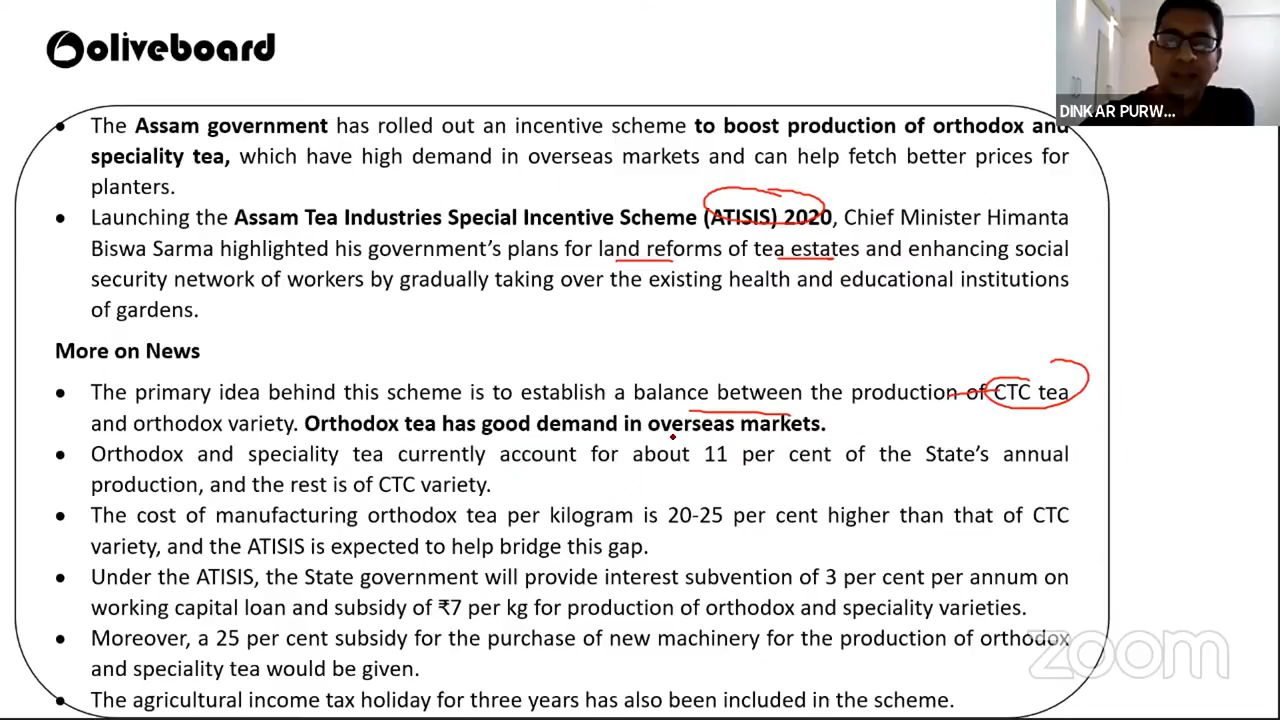 oliveboard
DINKAR PURW...
• The Assam government has rolled out an incentive scheme to boost production of orthodox and
speciality tea, which have high demand in overseas markets and can help fetch better prices for
planters.
• Launching the Assam Tea Industries Special Incentive Scheme (ATISIS) 2020, Chief Minister Himanta
Biswa Sarma highlighted his government's plans for land reforms of tea estates and enhancing social
security network of workers by gradually taking over the existing health and educational institutions
of gardens.
More on News
• The primary idea behind this scheme is to establish a balance between the production of CTC tea
and orthodox variety. Orthodox tea has good demand in overseas markets.
• Orthodox and speciality tea currently account for about 11 per cent of the State's annual
production, and the rest is of CTC variety.
• The cost of manufacturing orthodox tea per kilogram is 20-25 per cent higher than that of CTC
variety, and the ATISIS is expected to help bridge this gap.
• Under the ATISIS, the State government will provide interest subvention of 3 per cent per annum on
working capital loan and subsidy of ₹7 per kg for production of orthodox and speciality varieties.
• Moreover, a 25 per cent subsidy for the purchase of new machinery for the production of orthodox
and speciality tea would be given.
zoom
• The agricultural income tax holiday for three years has also been included in the scheme.